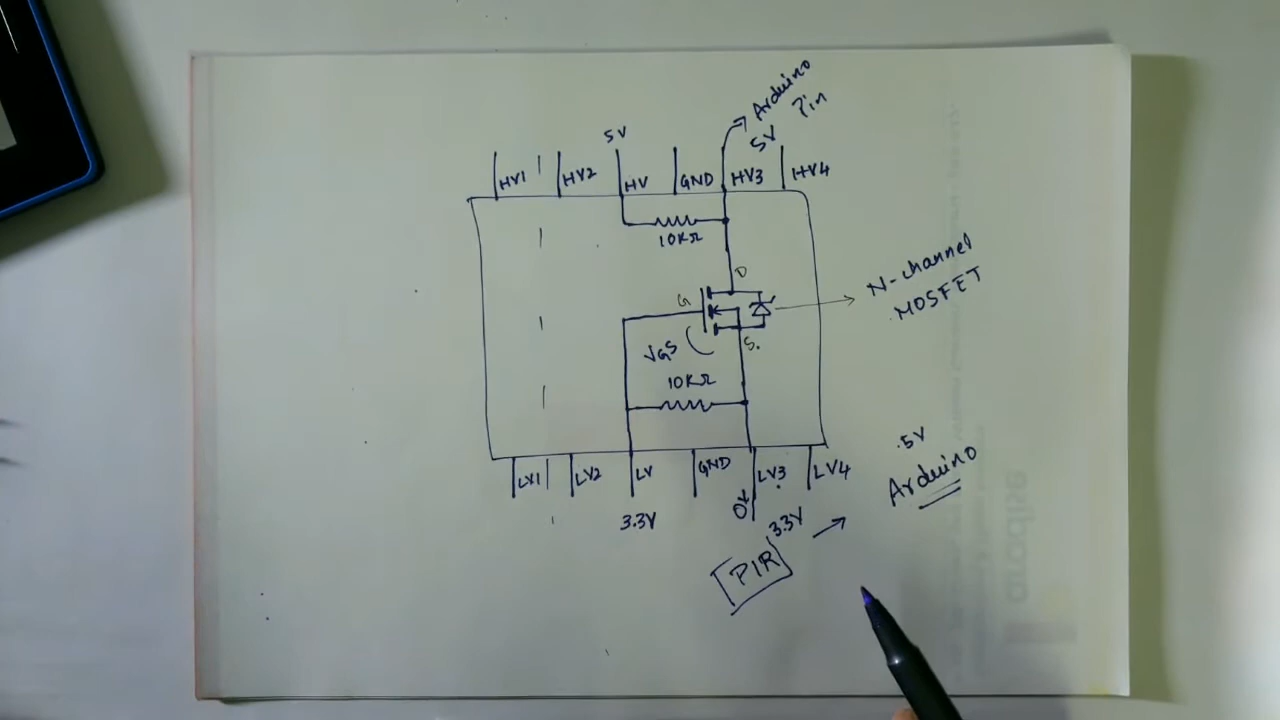 Arduino
Pin
5V
5V
HV1
HV2
HV
GND
HV3
HV4
10KΩ
D
G
N-channel
MOSFET
S
VGS
10KΩ
.5V
Arduino
LV1
LV2
LV
GND
LV3
LV4
3.3V
3.3V
PIR